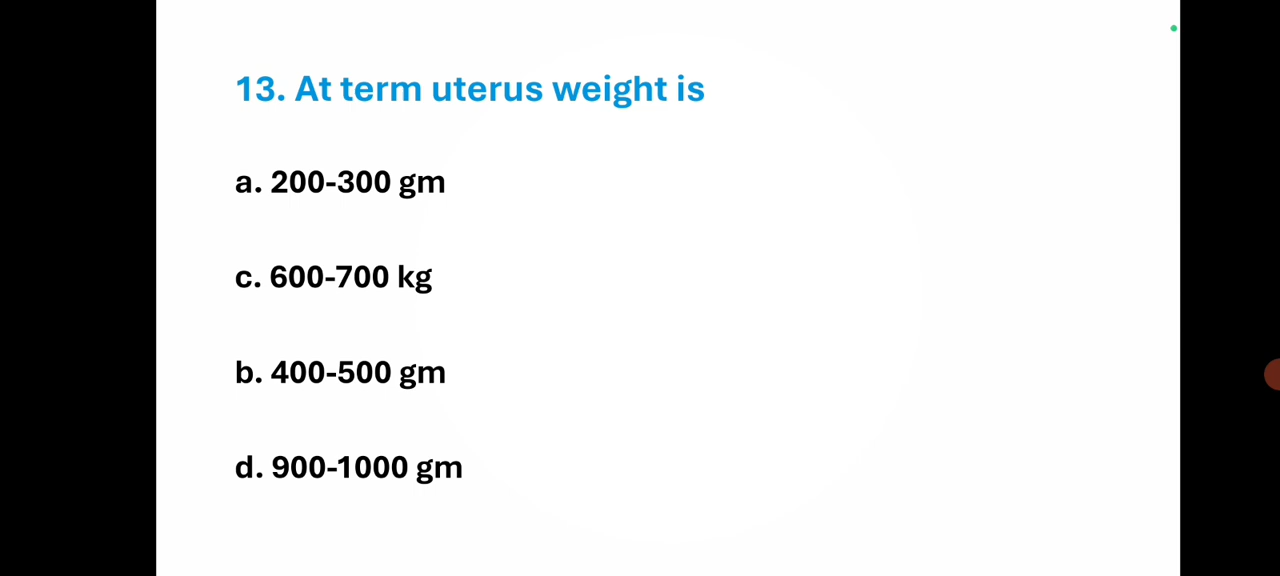 13. At term uterus weight is
a. 200-300 gm
c. 600-700 kg
b. 400-500 gm
d. 900-1000 gm